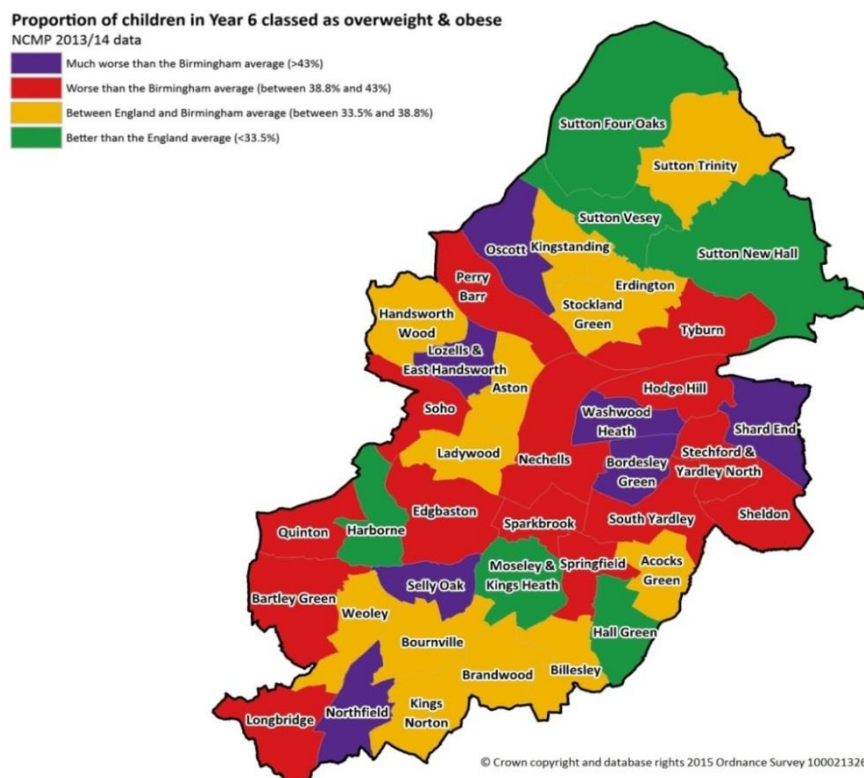 Proportion of children in Year 6 classed as overweight & obese
NCMP 2013/14 data
Much worse than the Birmingham average (>43%)
Worse than the Birmingham average (between 38.8% and 43%)
Between England and Birmingham average (between 33.5% and 38.8%)
Better than the England average (<33.5%)
Sutton Four Oaks
Sutton Trinity
Sutton Vesey
Oscott
Kingstanding
Sutton New Hall
Perry
Barr
Erdington
Stockland
Green
Handsworth
Wood
Tyburn
Lozells &
East Handsworth
Aston
Hodge Hill
Soho
Washwood
Heath
Shard End
Ladywood
Nechells
Stechford &
Yardley North
Bordesley
Green
Edgbaston
Sparkbrook
South Yardley
Sheldon
Quinton
Harborne
Moseley &
Kings Heath
Springfield
Acocks
Green
Selly Oak
Bartley Green
Weoley
Hall Green
Bournville
Brandwood
Billesley
Longbridge
Northfield
Kings
Norton
© Crown copyright and database rights 2015 Ordnance Survey 100021326